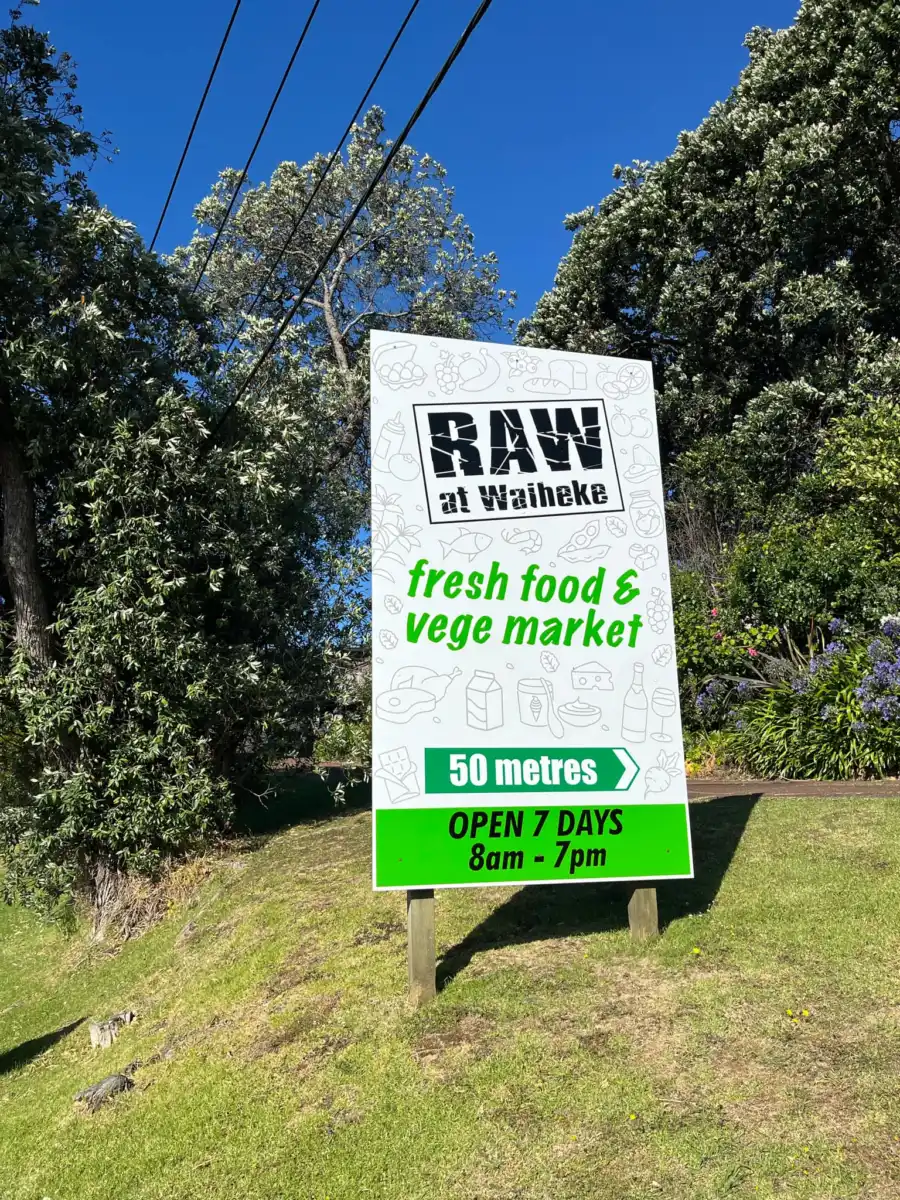 RAW
at Waiheke
fresh food &
vege market
50 metres
OPEN 7 DAYS
8am - 7pm